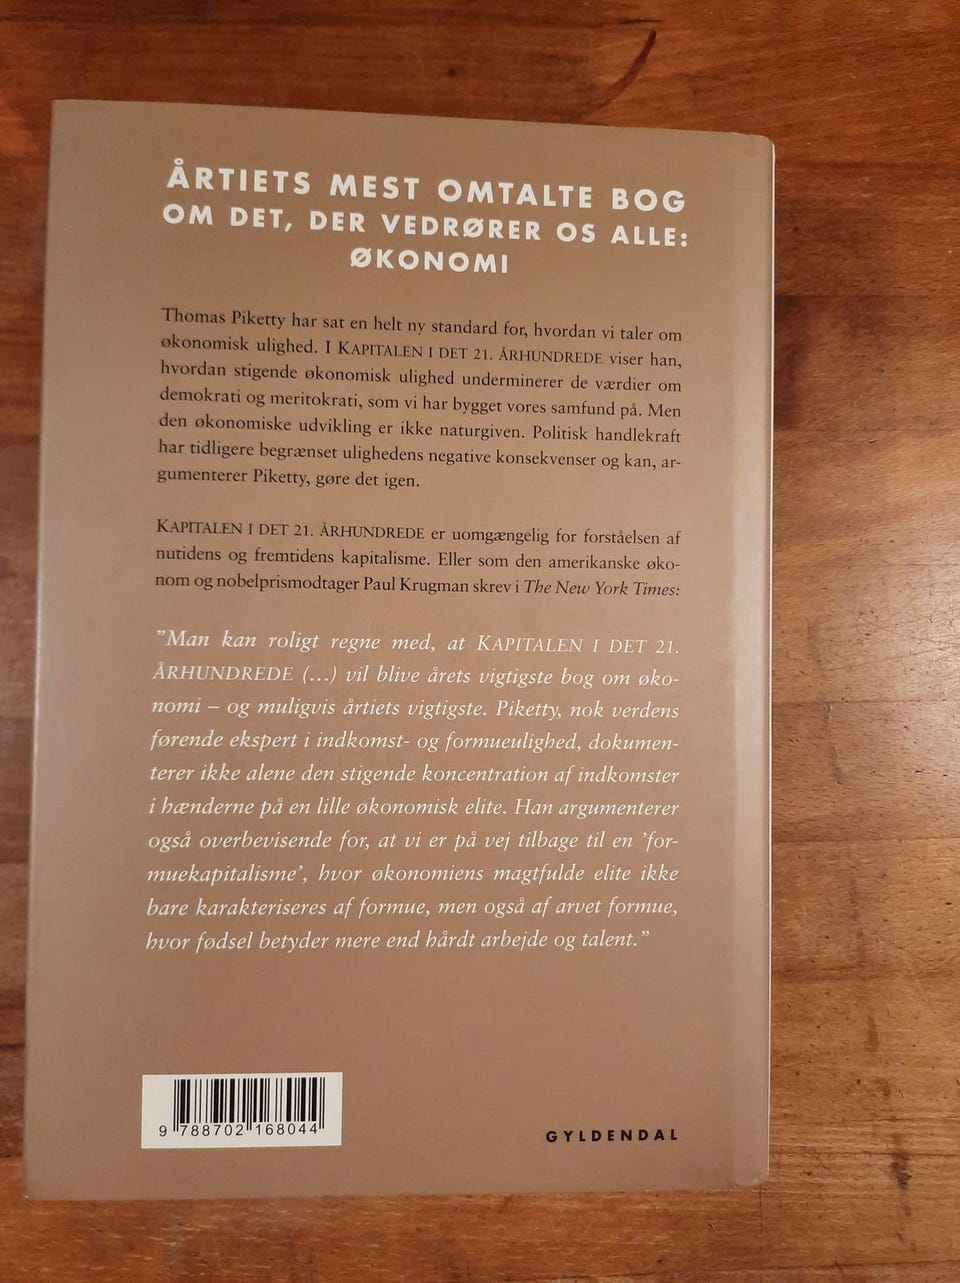 ÅRTIETS MEST OMTALTE BOG
OM DET, DER VEDRØRER OS ALLE:
ØKONOMI
Thomas Piketty har sat en helt ny standard for, hvordan vi taler om
økonomisk ulighed. I KAPITALEN I DET 21. ÅRHUNDREDE viser han,
hvordan stigende økonomisk ulighed underminerer de værdier om
demokrati og meritokrati, som vi har bygget vores samfund på. Men
den økonomiske udvikling er ikke naturgiven. Politisk handlekraft
har tidligere begrænset ulighedens negative konsekvenser og kan, ar-
gumenterer Piketty, gøre det igen.
KAPITALEN I DET 21. ÅRHUNDREDE er uomgængelig for forståelsen af
nutidens og fremtidens kapitalisme. Eller som den amerikanske øko-
nom og nobelprismodtager Paul Krugman skrev i The New York Times:
”Man kan roligt regne med, at KAPITALEN I DET 21.
ÅRHUNDREDE (...) vil blive årets vigtigste bog om øko-
nomi – og muligvis årtiets vigtigste. Piketty, nok verdens
førende ekspert i indkomst- og formueulighed, dokumen-
terer ikke alene den stigende koncentration af indkomster
i hænderne på en lille økonomisk elite. Han argumenterer
også overbevisende for, at vi er på vej tilbage til en ’for-
muekapitalisme’, hvor økonomiens magtfulde elite ikke
bare karakteriseres af formue, men også af arvet formue,
hvor fødsel betyder mere end hårdt arbejde og talent.”
9 788702 168044
GYLDENDAL